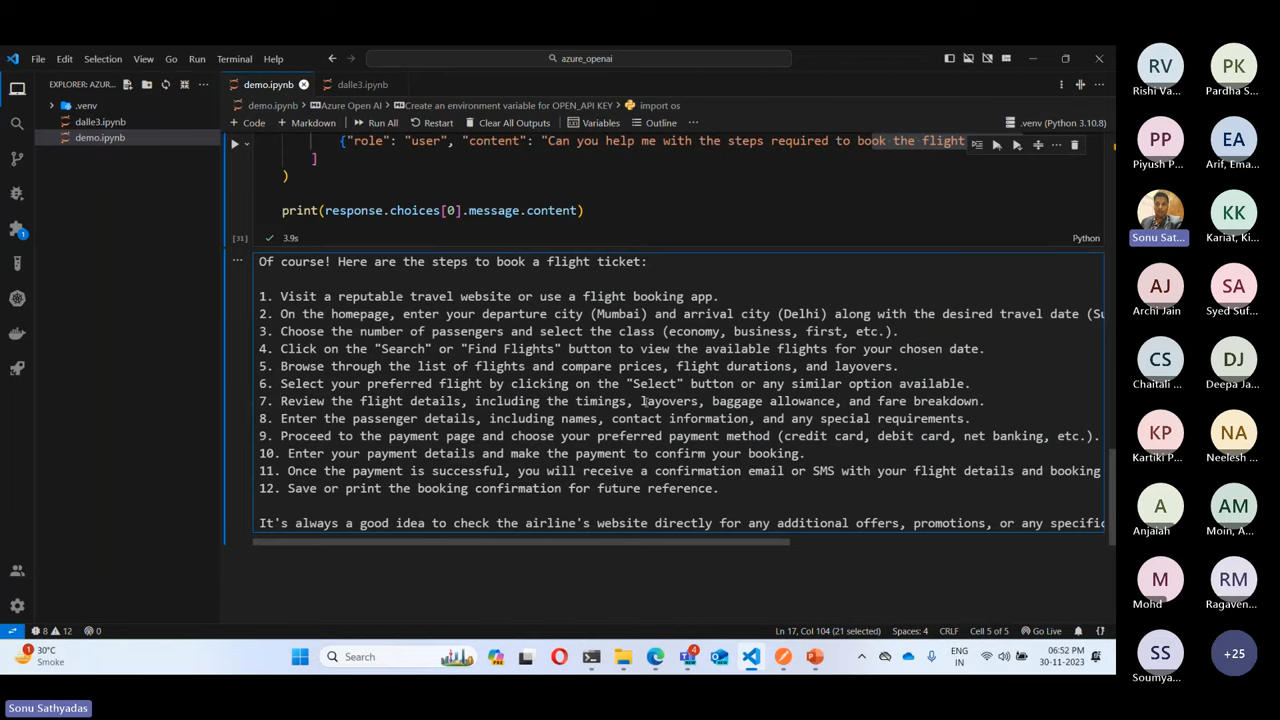 File Edit Selection View Go Run Terminal Help
azure_openai
EXPLORER: AZUR...
demo.ipynb
dalle3.ipynb
.venv
dalle3.ipynb
demo.ipynb
demo.ipynb > Azure Open AI > Create an environment variable for OPEN_API KEY > import os
+ Code + Markdown Run All Restart Clear All Outputs Variables Outline ... .venv (Python 3.10.8)
{"role": "user", "content": "Can you help me with the steps required to book the flight
]
)
print(response.choices[0].message.content)
[31] 3.9s Python
Of course! Here are the steps to book a flight ticket:
1. Visit a reputable travel website or use a flight booking app.
2. On the homepage, enter your departure city (Mumbai) and arrival city (Delhi) along with the desired travel date (Su
3. Choose the number of passengers and select the class (economy, business, first, etc.).
4. Click on the "Search" or "Find Flights" button to view the available flights for your chosen date.
5. Browse through the list of flights and compare prices, flight durations, and layovers.
6. Select your preferred flight by clicking on the "Select" button or any similar option available.
7. Review the flight details, including the timings, layovers, baggage allowance, and fare breakdown.
8. Enter the passenger details, including names, contact information, and any special requirements.
9. Proceed to the payment page and choose your preferred payment method (credit card, debit card, net banking, etc.).
10. Enter your payment details and make the payment to confirm your booking.
11. Once the payment is successful, you will receive a confirmation email or SMS with your flight details and booking
12. Save or print the booking confirmation for future reference.
It's always a good idea to check the airline's website directly for any additional offers, promotions, or any specific
8 12 0
Ln 17, Col 104 (21 selected) Spaces: 4 CRLF Cell 5 of 5 Go Live
1
30°C
Smoke
Search
4
ENG
IN
06:52 PM
30-11-2023
Sonu Sathyadas
RV
Rishi Va...
PK
Pardha S...
PP
Piyush P...
EA
Arif, Ema...
Sonu Sat...
KK
Kariat, Ki...
AJ
Archi Jain
SA
Syed Suf...
CS
Chaitali ...
DJ
Deepa Ja...
KP
Kartiki P...
NA
Neelesh ...
A
Anjaiah
AM
Moin, A...
M
Mohd
RM
Ragaven...
SS
Soumya...
+25